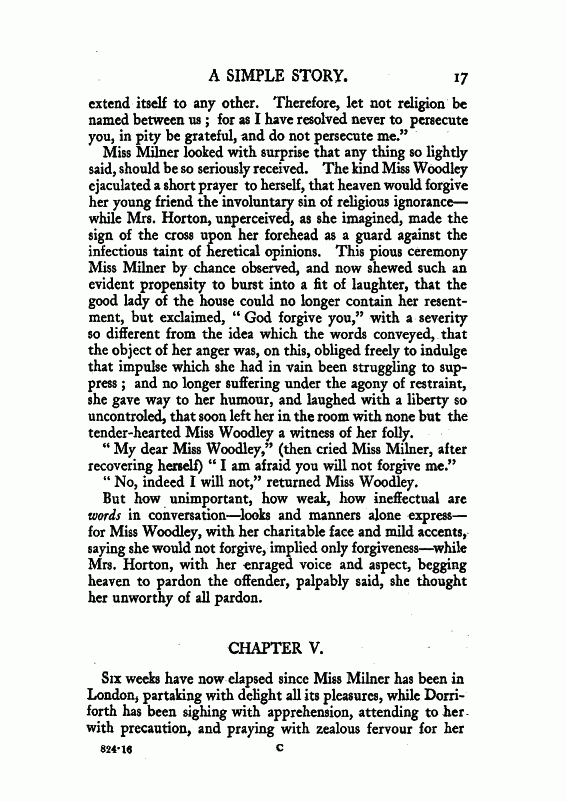 A SIMPLE STORY. 17
extend itself to any other. Therefore, let not religion be
named between us ; for as I have resolved never to persecute
you, in pity be grateful, and do not persecute me.”
Miss Milner looked with surprise that any thing so lightly
said, should be so seriously received. The kind Miss Woodley
ejaculated a short prayer to herself, that heaven would forgive
her young friend the involuntary sin of religious ignorance—
while Mrs. Horton, unperceived, as she imagined, made the
sign of the cross upon her forehead as a guard against the
infectious taint of heretical opinions. This pious ceremony
Miss Milner by chance observed, and now shewed such an
evident propensity to burst into a fit of laughter, that the
good lady of the house could no longer contain her resent-
ment, but exclaimed, “ God forgive you,” with a severity
so different from the idea which the words conveyed, that
the object of her anger was, on this, obliged freely to indulge
that impulse which she had in vain been struggling to sup-
press ; and no longer suffering under the agony of restraint,
she gave way to her humour, and laughed with a liberty so
uncontroled, that soon left her in the room with none but the
tender-hearted Miss Woodley a witness of her folly.
“ My dear Miss Woodley,” (then cried Miss Milner, after
recovering herself) “ I am afraid you will not forgive me.”
“ No, indeed I will not,” returned Miss Woodley.
But how unimportant, how weak, how ineffectual are
words in conversation—looks and manners alone express—
for Miss Woodley, with her charitable face and mild accents,
saying she would not forgive, implied only forgiveness—while
Mrs. Horton, with her enraged voice and aspect, begging
heaven to pardon the offender, palpably said, she thought
her unworthy of all pardon.
CHAPTER V.
Six weeks have now elapsed since Miss Milner has been in
London, partaking with delight all its pleasures, while Dorri-
forth has been sighing with apprehension, attending to her
with precaution, and praying with zealous fervour for her
824·16 C